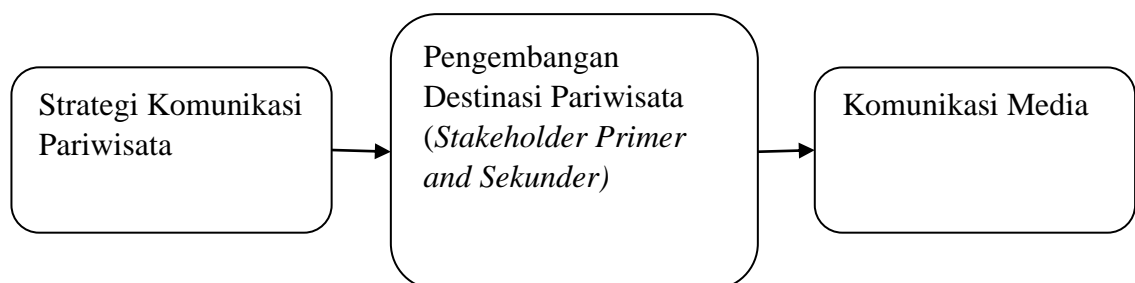 Strategi Komunikasi
Pariwisata
Pengembangan
Destinasi Pariwisata
(Stakeholder Primer
and Sekunder)
Komunikasi Media